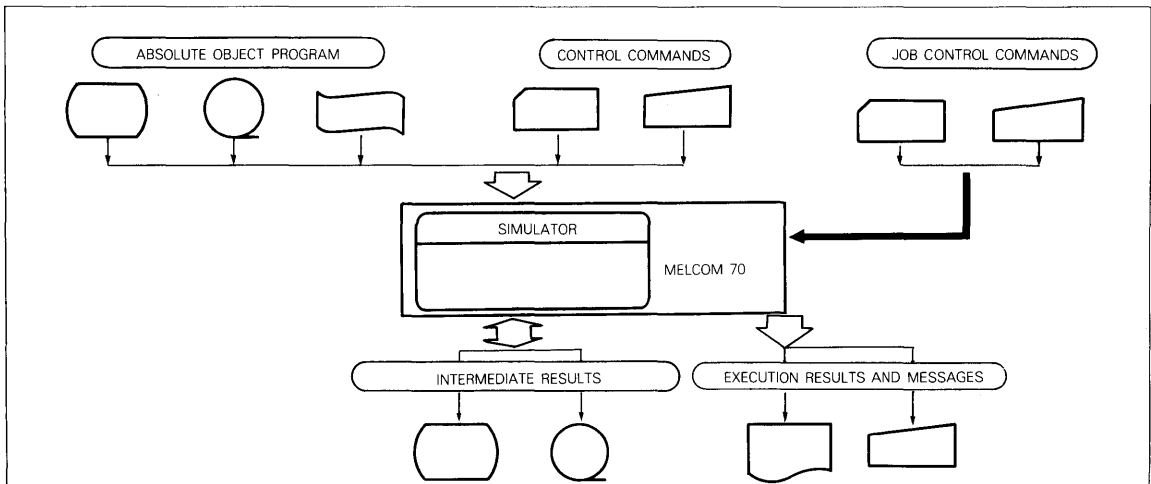 ABSOLUTE OBJECT PROGRAM
CONTROL COMMANDS
JOB CONTROL COMMANDS
SIMULATOR
MELCOM 70
INTERMEDIATE RESULTS
EXECUTION RESULTS AND MESSAGES